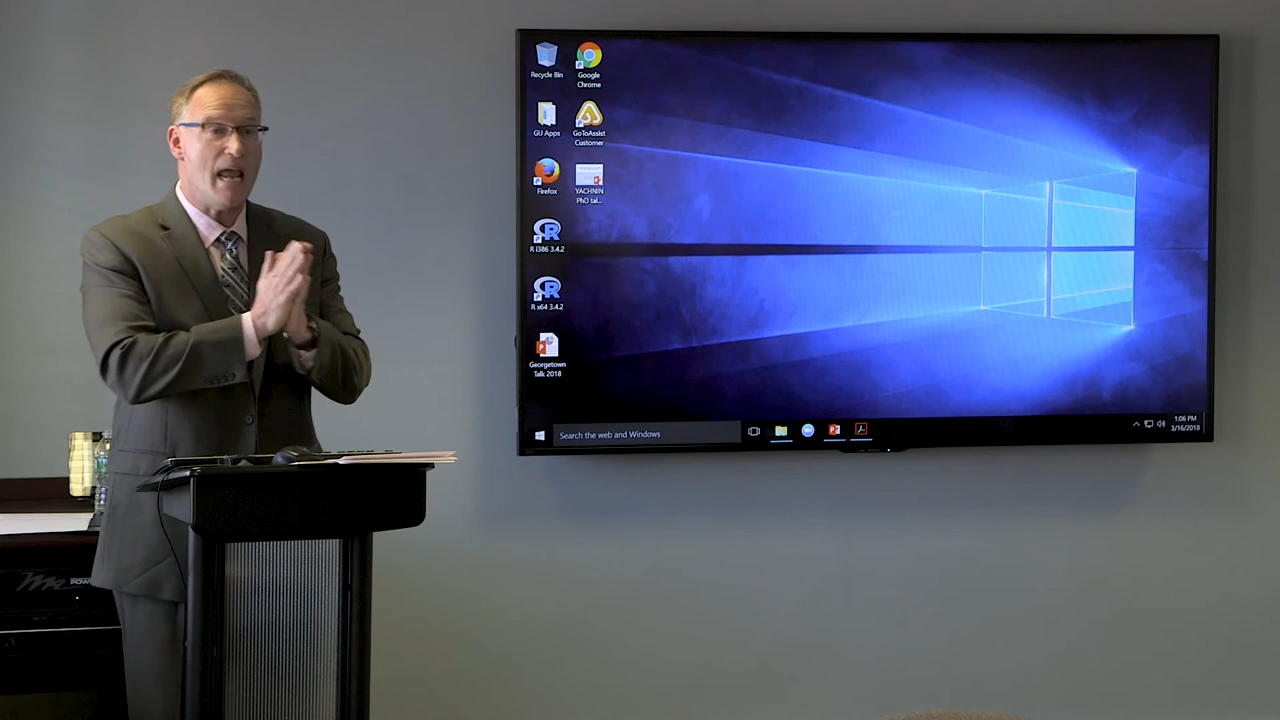 Recycle Bin
Google
Chrome
GU Apps
GoToAssist
Customer
Firefox
YACHNIN
PhD tal...
R i386 3.4.2
R x64 3.4.2
Georgetown
Talk 2018
Search the web and Windows
1:06 PM
3/16/2018